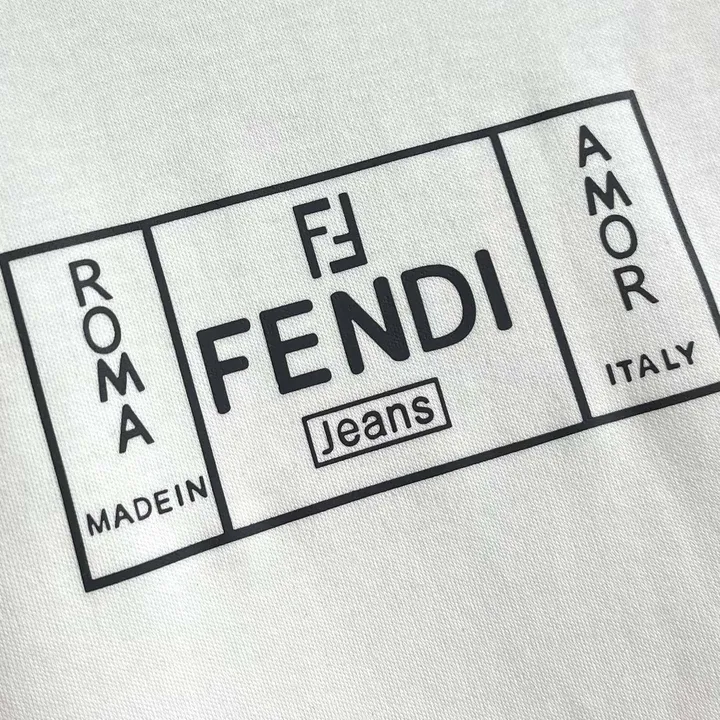 ROMA
MADEIN
FF
FENDI
Jeans
AMOR
ITALY